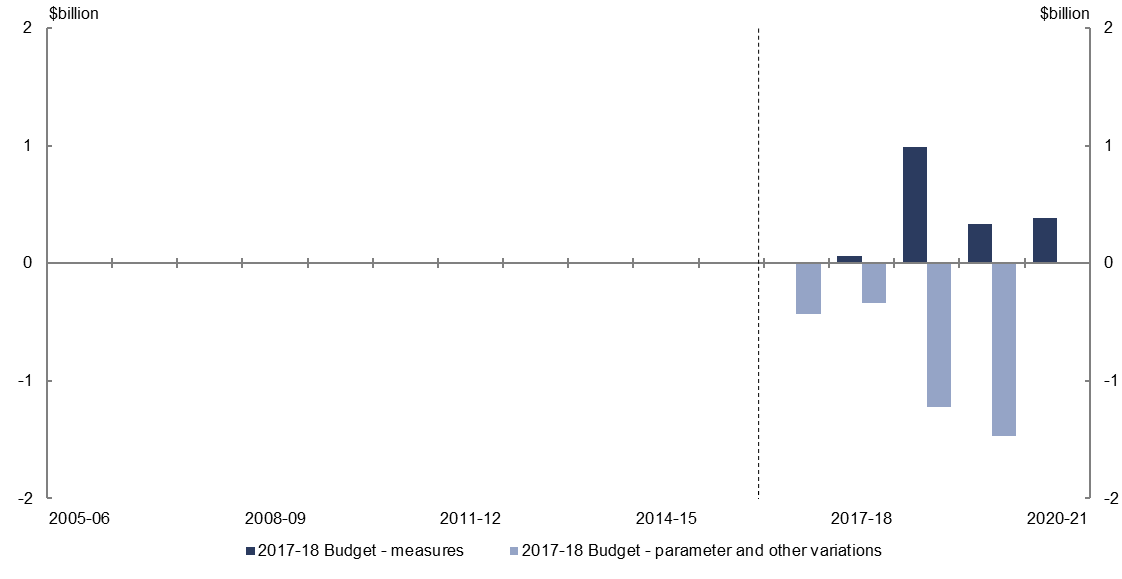 $billion $billion
2 2
1 1
0 0
-1 -1
-2 -2
2005-06 2008-09 2011-12 2014-15 2017-18 2020-21
2017-18 Budget - measures 2017-18 Budget - parameter and other variations